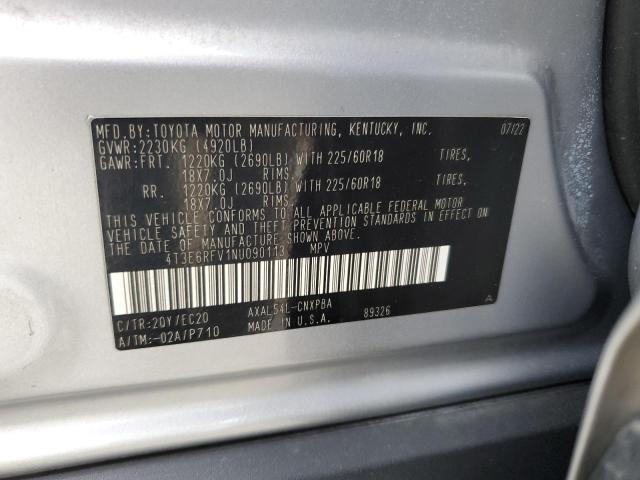 MFD.BY:TOYOTA MOTOR MANUFACTURING, KENTUCKY, INC. 07/22
GVWR:2230KG (4920LB)
GAWR:FRT. 1220KG (2690LB) WITH 225/60R18 TIRES,
18X7.0J RIMS.
RR. 1220KG (2690LB) WITH 225/60R18 TIRES,
18X7.0J RIMS.
THIS VEHICLE CONFORMS TO ALL APPLICABLE FEDERAL MOTOR
VEHICLE SAFETY AND THEFT PREVENTION STANDARDS IN EFFECT ON
THE DATE OF MANUFACTURE SHOWN ABOVE.
4T3E6RFV1NU090113 MPV
C/TR:2QY/EC20 AXAL54L-CNXPBA A
A/TM:-02A/P710 MADE IN U.S.A. 89326